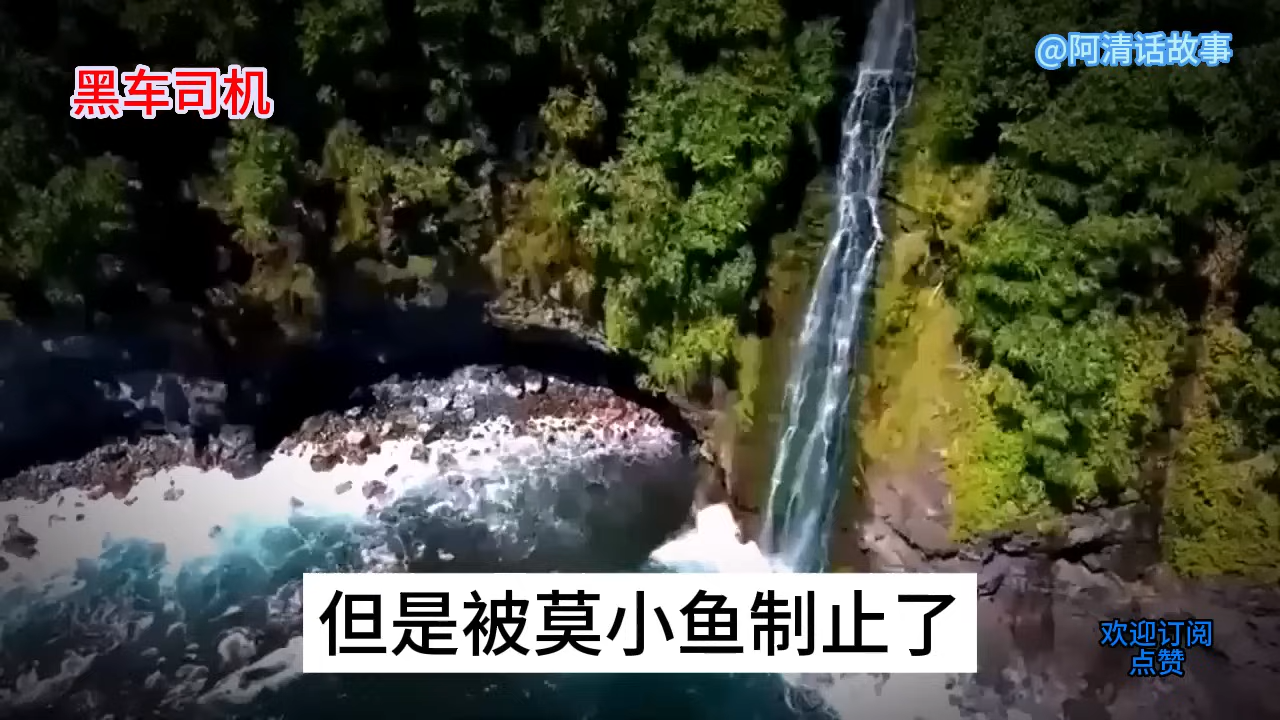 @阿清话故事
黑车司机
但是被莫小鱼制止了
欢迎订阅
点赞